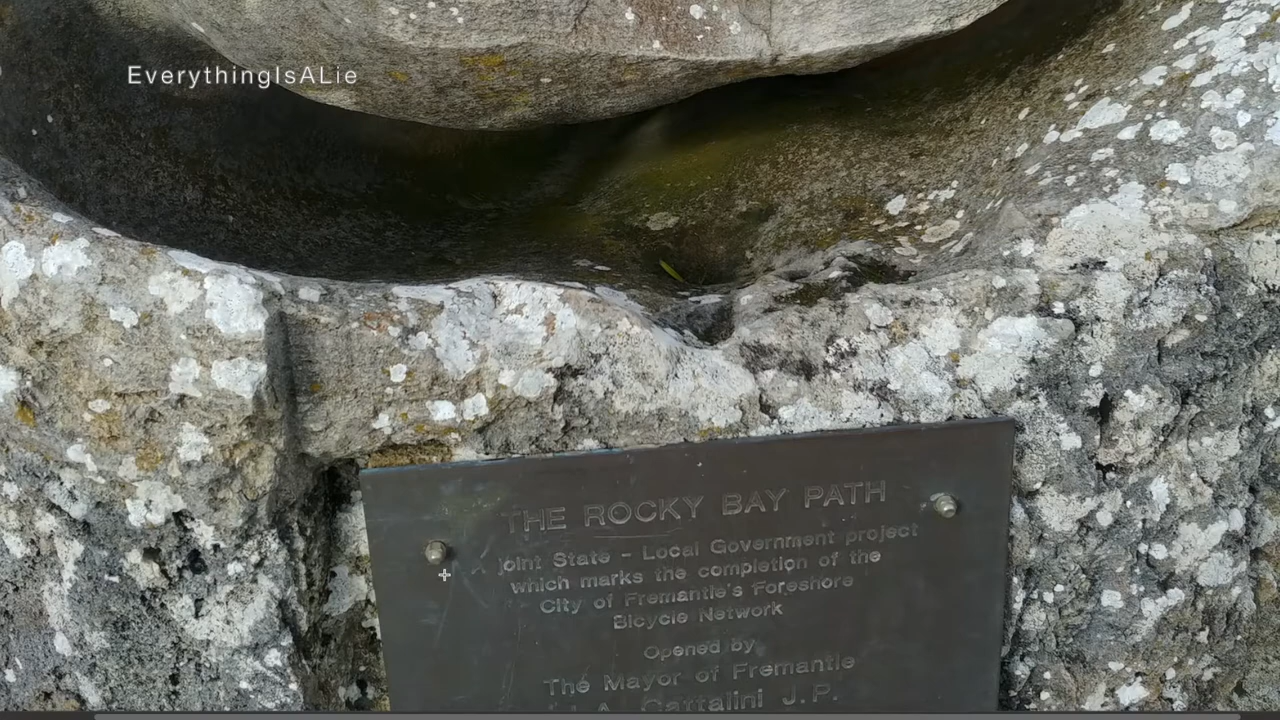 EverythingIsALie
THE ROCKY BAY PATH
joint State - Local Government project
which marks the completion of the
City of Fremantle's Foreshore
Bicycle Network
Opened by
The Mayor of Fremantle
A. Cattalini J.P.